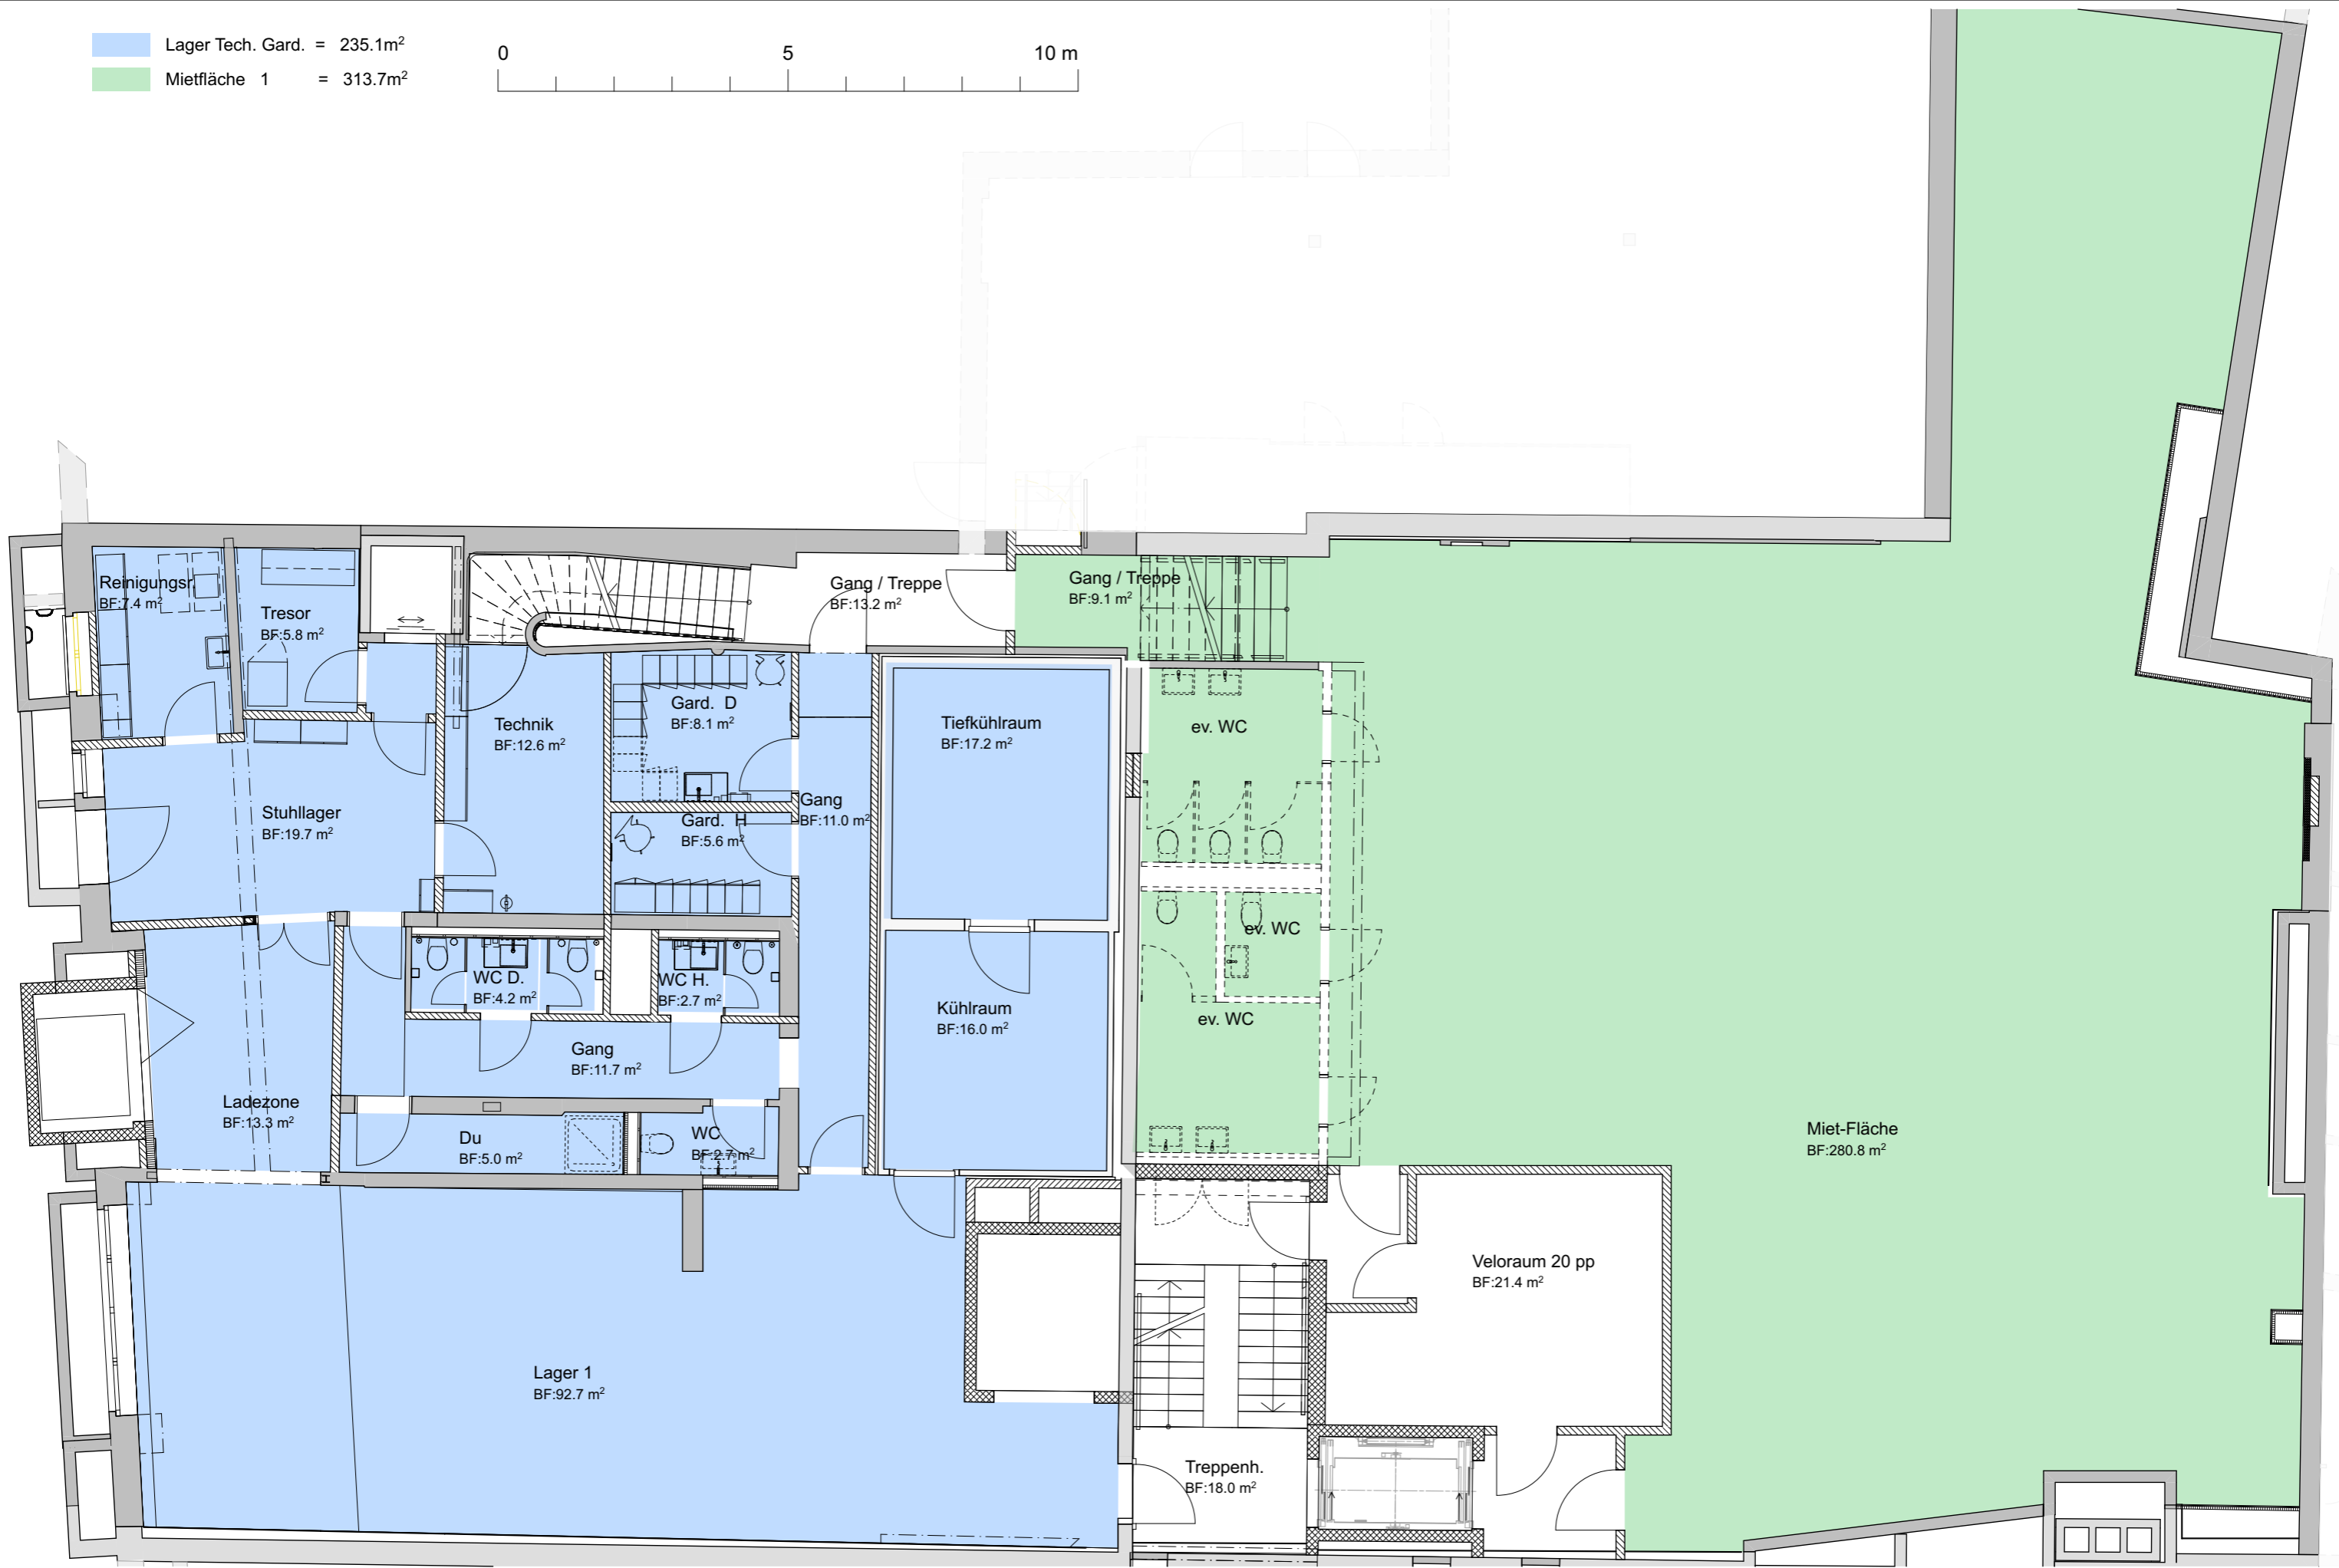 Lager Tech. Gard. = 235.1m²
Mietfläche 1 = 313.7m²
0 5 10 m
Reinigungsr.
BF:7.4 m²
Tresor
BF:5.8 m²
Gang / Treppe
BF:13.2 m²
Gang / Treppe
BF:9.1 m²
Technik
BF:12.6 m²
Gard. D
BF:8.1 m²
Tiefkühlraum
BF:17.2 m²
ev. WC
Stuhllager
BF:19.7 m²
Gard. H
BF:5.6 m²
Gang
BF:11.0 m²
WC D.
BF:4.2 m²
WC H.
BF:2.7 m²
Kühlraum
BF:16.0 m²
ev. WC
ev. WC
Gang
BF:11.7 m²
Ladezone
BF:13.3 m²
Du
BF:5.0 m²
WC
BF:2.7 m²
Miet-Fläche
BF:280.8 m²
Veloraum 20 pp
BF:21.4 m²
Lager 1
BF:92.7 m²
Treppenh.
BF:18.0 m²